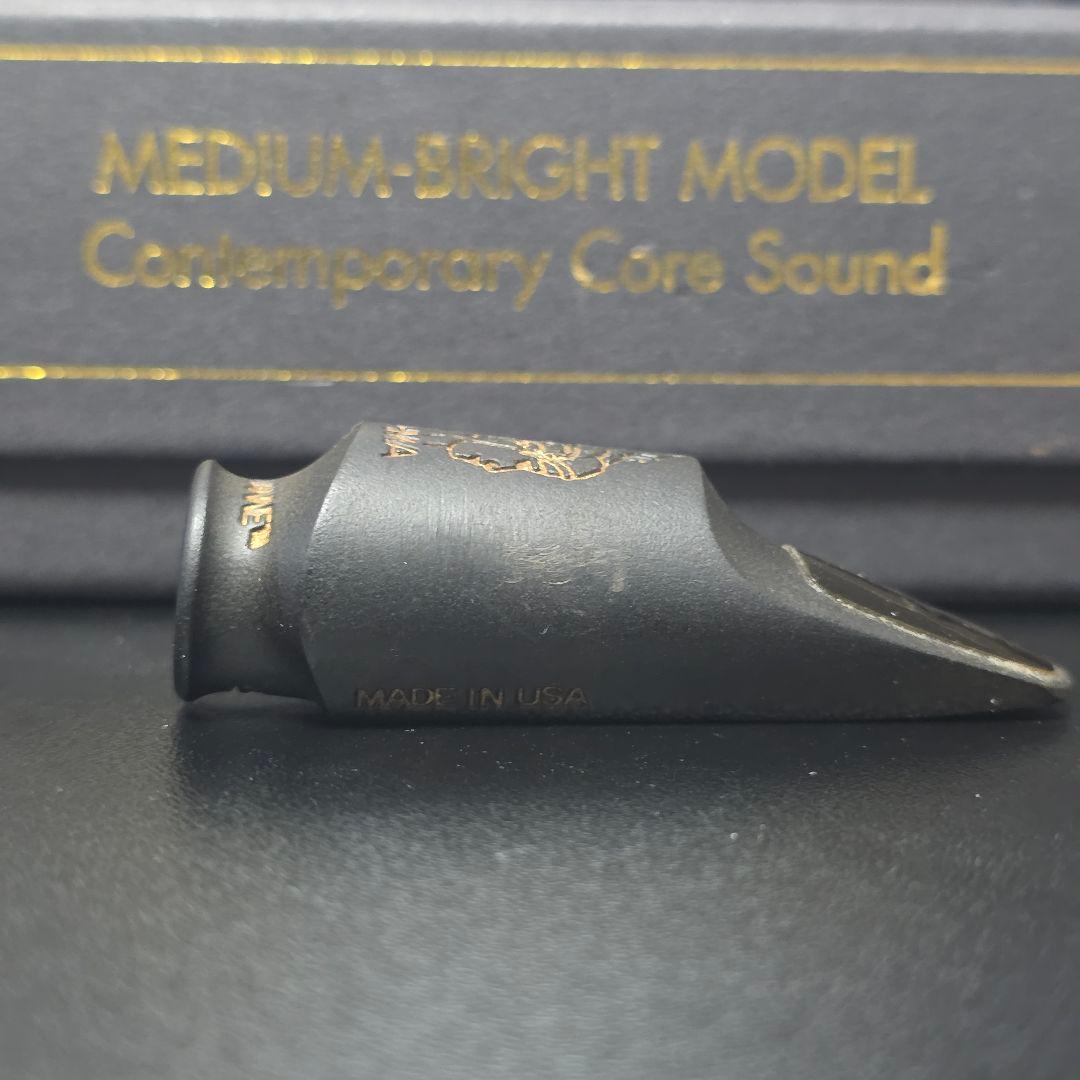 MEDIUM-BRIGHT MODEL
Contemporary Core Sound
MADE IN USA